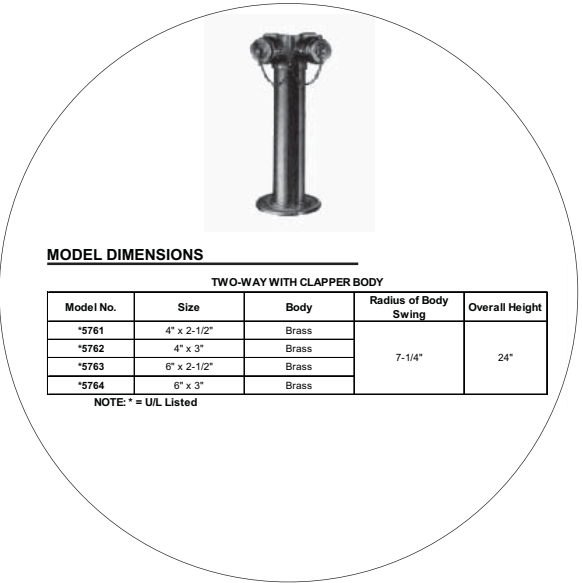 MODEL DIMENSIONS
TWO-WAY WITH CLAPPER BODY
Model No. Size Body Radius of Body Swing Overall Height
*5761 4" x 2-1/2" Brass 7-1/4" 24"
*5762 4" x 3" Brass
*5763 6" x 2-1/2" Brass
*5764 6" x 3" Brass
NOTE: * = U/L Listed